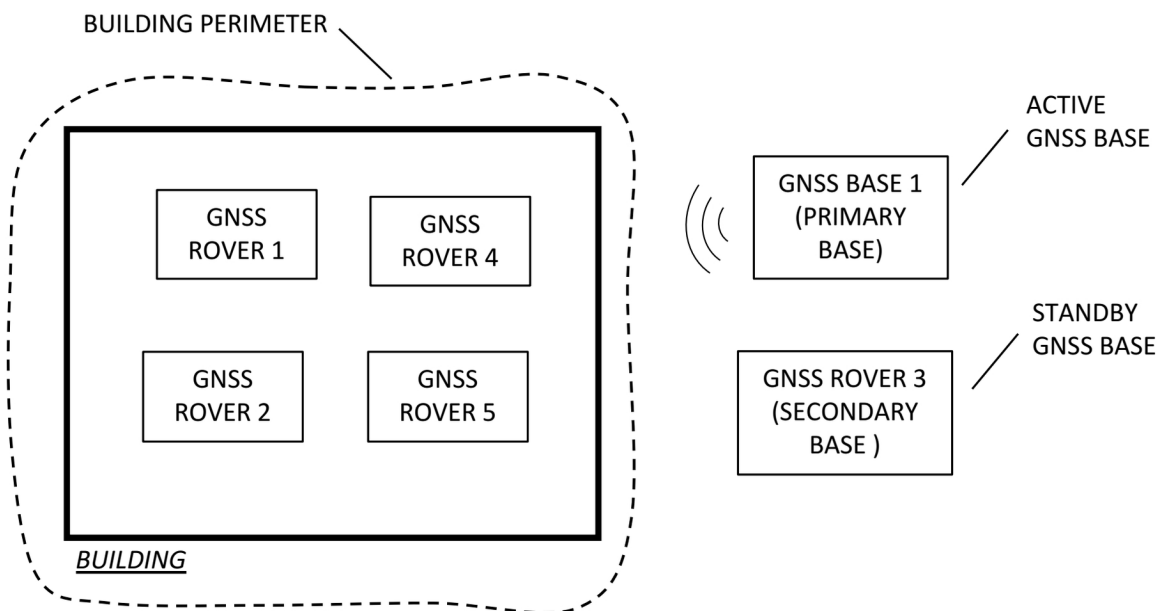 BUILDING PERIMETER
ACTIVE
GNSS BASE
GNSS BASE 1
(PRIMARY
BASE)
GNSS
ROVER 1
GNSS
ROVER 4
STANDBY
GNSS BASE
GNSS
ROVER 2
GNSS
ROVER 5
GNSS ROVER 3
(SECONDARY
BASE )
BUILDING